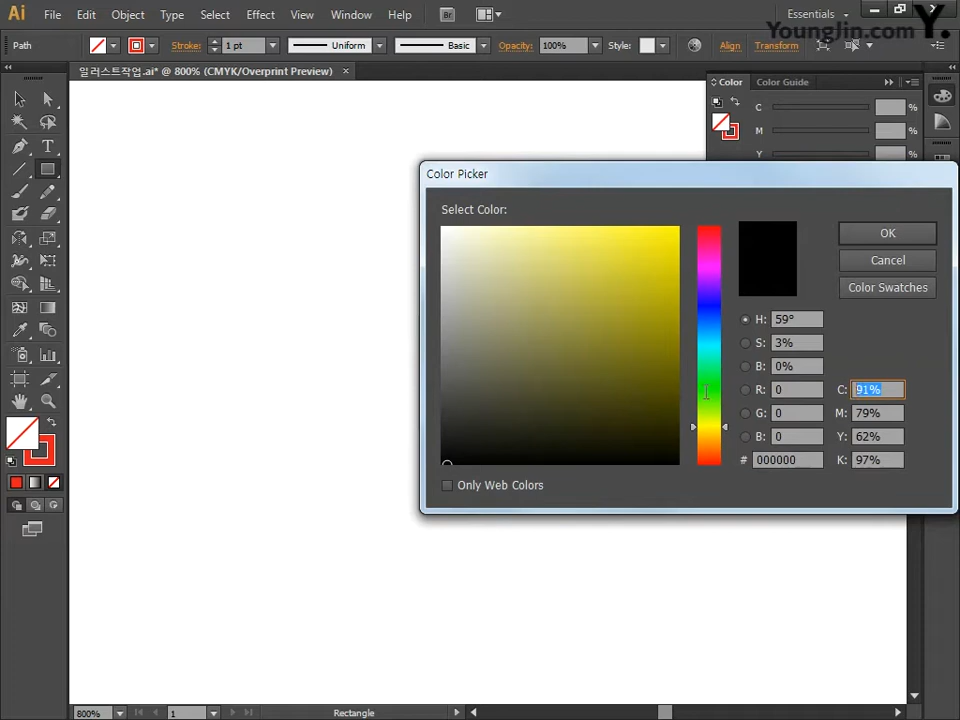 Ai File Edit Object Type Select Effect View Window Help Br Essentials
YoungJin.com Y.
Path Stroke: 1 pt Uniform Basic Opacity: 100% Style: Align Transform
일러스트작업.ai* @ 800% (CMYK/Overprint Preview) ×
Color Color Guide
C %
M %
Y %
T
Color Picker
Select Color:
OK
Cancel
Color Swatches
H: 59°
S: 3%
B: 0%
R: 0 C: 91%
G: 0 M: 79%
B: 0 Y: 62%
# 000000 K: 97%
Only Web Colors
800% 1 Rectangle